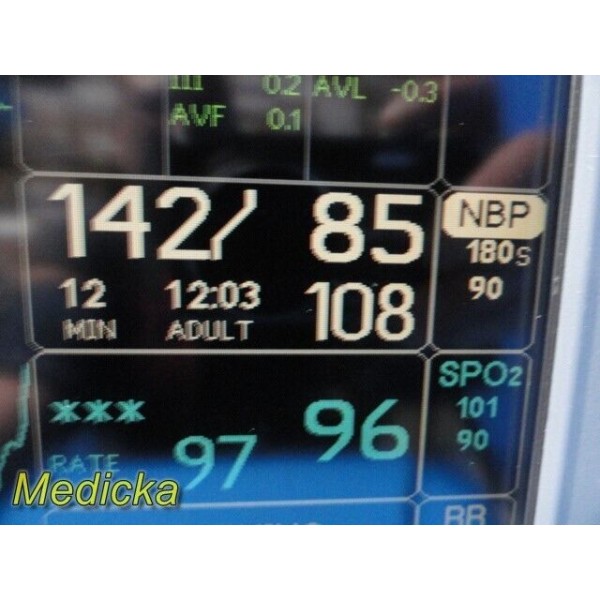 III 0.2 AVL -0.3
AVF 0.1
142/ 85 NBP
180s
12 12:03 108 90
MIN ADULT
SPO2
*** 96 101
90
RATE 97
Medicka
RR